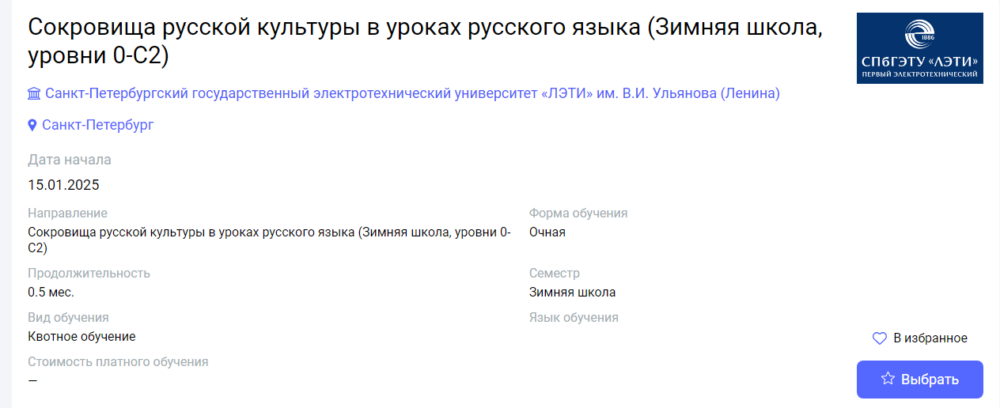 Сокровища русской культуры в уроках русского языка (Зимняя школа,
уровни 0-С2)
1886
СПбГЭТУ «ЛЭТИ»
ПЕРВЫЙ ЭЛЕКТРОТЕХНИЧЕСКИЙ
Санкт-Петербургский государственный электротехнический университет «ЛЭТИ» им. В.И. Ульянова (Ленина)
Санкт-Петербург
Дата начала
15.01.2025
Направление
Сокровища русской культуры в уроках русского языка (Зимняя школа, уровни 0-
С2)
Форма обучения
Очная
Продолжительность
0.5 мес.
Семестр
Зимняя школа
Вид обучения
Квотное обучение
Язык обучения
Стоимость платного обучения
—
В избранное
Выбрать